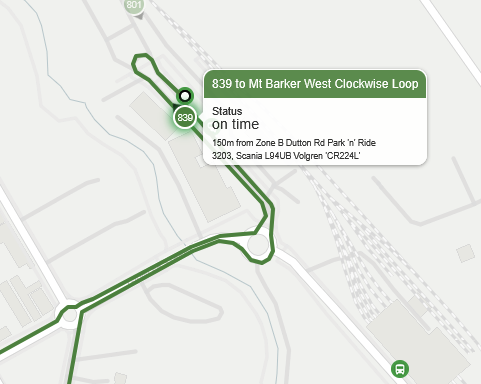 801
839 to Mt Barker West Clockwise Loop
839
Status
on time
150m from Zone B Dutton Rd Park 'n' Ride
3203, Scania L94UB Volgren 'CR224L'